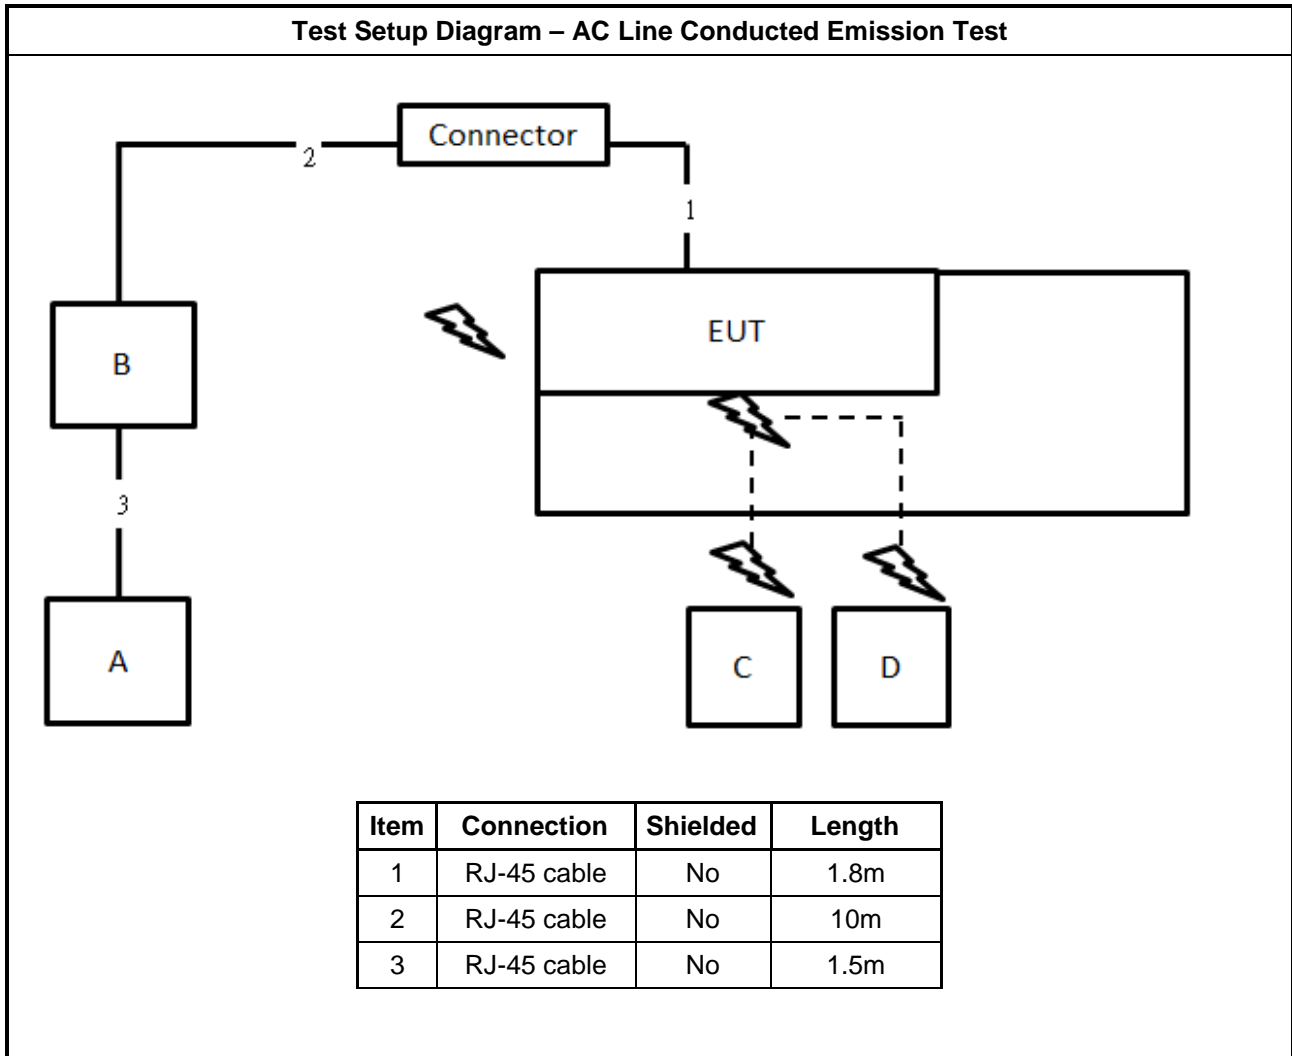 Test Setup Diagram – AC Line Conducted Emission Test
Connector
2
1
EUT
B
3
A
C
D
Item Connection Shielded Length
1 RJ-45 cable No 1.8m
2 RJ-45 cable No 10m
3 RJ-45 cable No 1.5m